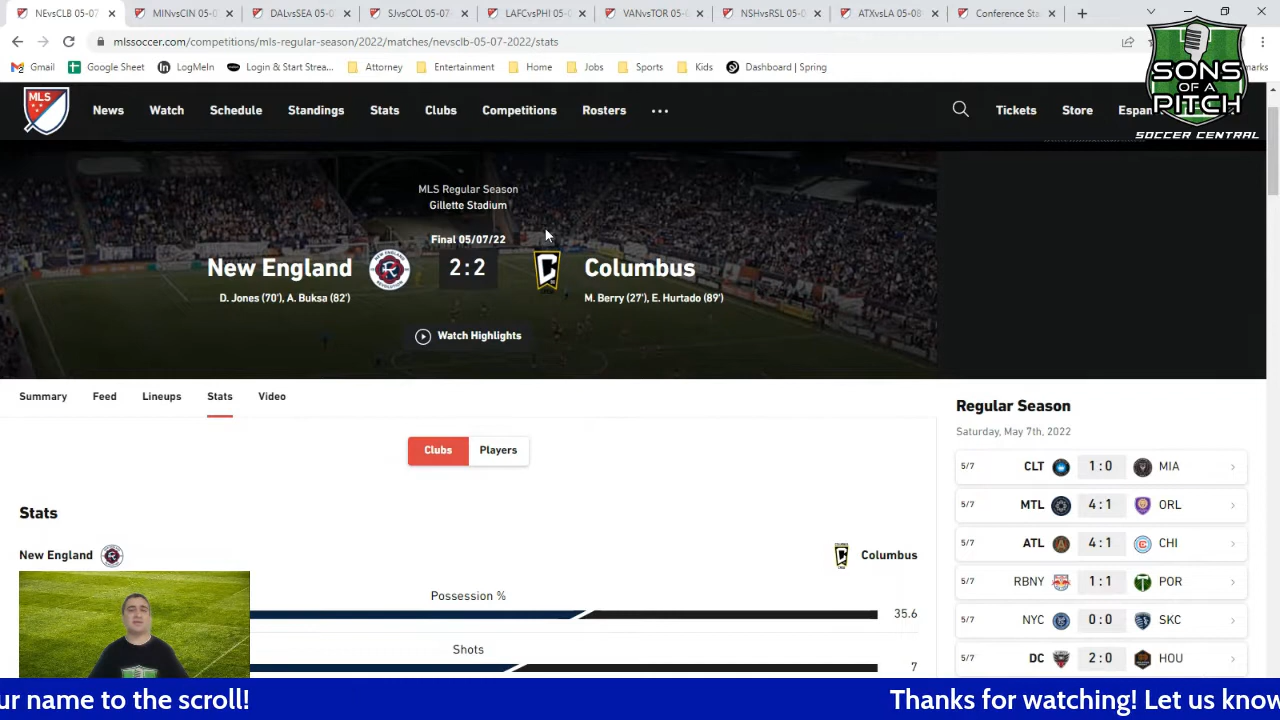 NEvsCLB 05-07
MINvsCIN 05-0
DALvsSEA 05-0
SJvsCOL 05-07
LAFCvsPHI 05-0
VANvsTOR 05-0
NSHvsRSL 05-0
ATXvsLA 05-08
Conference Sta
mlssoccer.com/competitions/mls-regular-season/2022/matches/nevsclb-05-07-2022/stats
Gmail
Google Sheet
LogMeIn
Login & Start Strea...
Attorney
Entertainment
Home
Jobs
Sports
Kids
Dashboard | Spring
marks
SONS
OF A
PITCH
SOCCER CENTRAL
MLS
News
Watch
Schedule
Standings
Stats
Clubs
Competitions
Rosters
Tickets
Store
Espan
MLS Regular Season
Gillette Stadium
Final 05/07/22
New England
2:2
Columbus
D. Jones (70'), A. Buksa (82')
M. Berry (27'), E. Hurtado (89')
Watch Highlights
Summary
Feed
Lineups
Stats
Video
Clubs
Players
Stats
New England
Columbus
Possession %
35.6
Shots
7
Regular Season
Saturday, May 7th, 2022
5/7 CLT 1:0 MIA
5/7 MTL 4:1 ORL
5/7 ATL 4:1 CHI
5/7 RBNY 1:1 POR
5/7 NYC 0:0 SKC
5/7 DC 2:0 HOU
ur name to the scroll!
Thanks for watching! Let us know